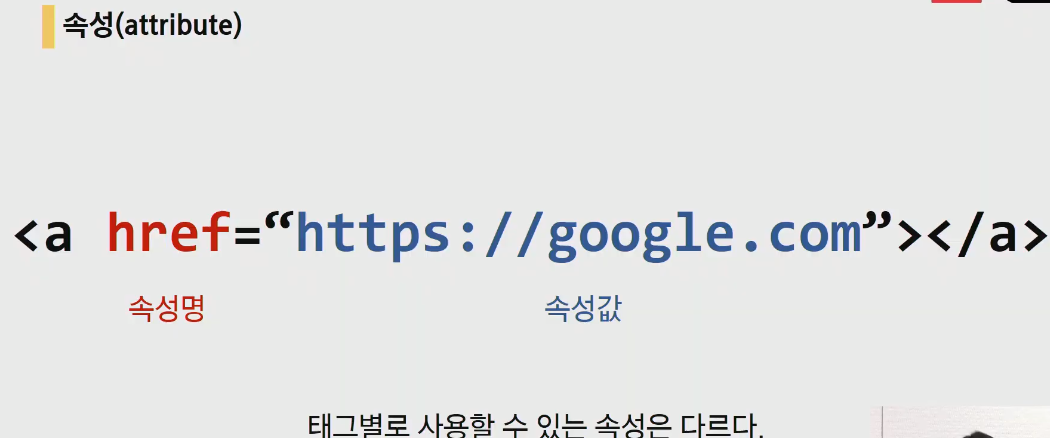 속성(attribute)
<a href=“https://google.com”></a>
속성명 속성값
태그별로 사용할 수 있는 속성은 다르다.